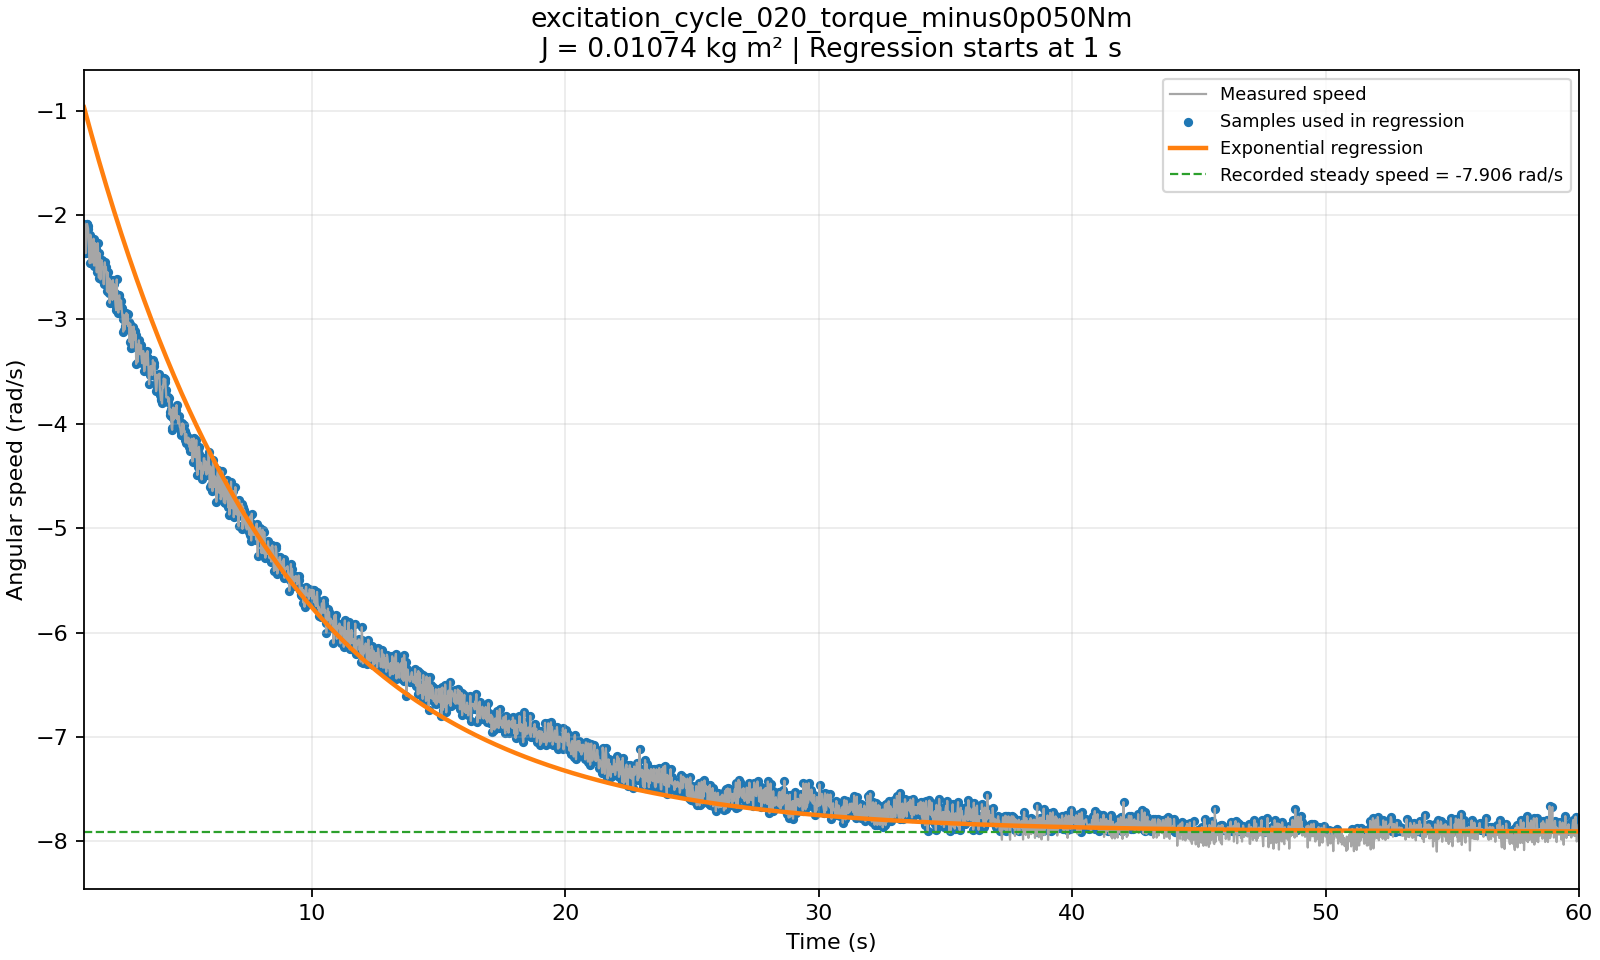 excitation_cycle_020_torque_minus0p050Nm
J = 0.01074 kg m² | Regression starts at 1 s
Measured speed
Samples used in regression
Exponential regression
Recorded steady speed = -7.906 rad/s
−1
−2
−3
−4
−5
−6
−7
−8
Angular speed (rad/s)
10
20
30
40
50
60
Time (s)